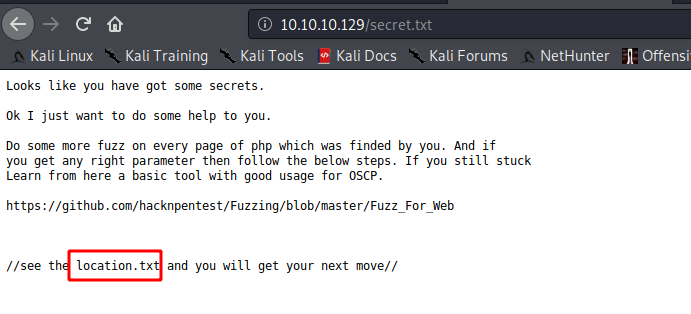 10.10.10.129/secret.txt
Kali Linux Kali Training Kali Tools Kali Docs Kali Forums NetHunter Offensi
Looks like you have got some secrets.
Ok I just want to do some help to you.
Do some more fuzz on every page of php which was finded by you. And if
you get any right parameter then follow the below steps. If you still stuck
Learn from here a basic tool with good usage for OSCP.
https://github.com/hacknpentest/Fuzzing/blob/master/Fuzz_For_Web
//see the location.txt and you will get your next move//